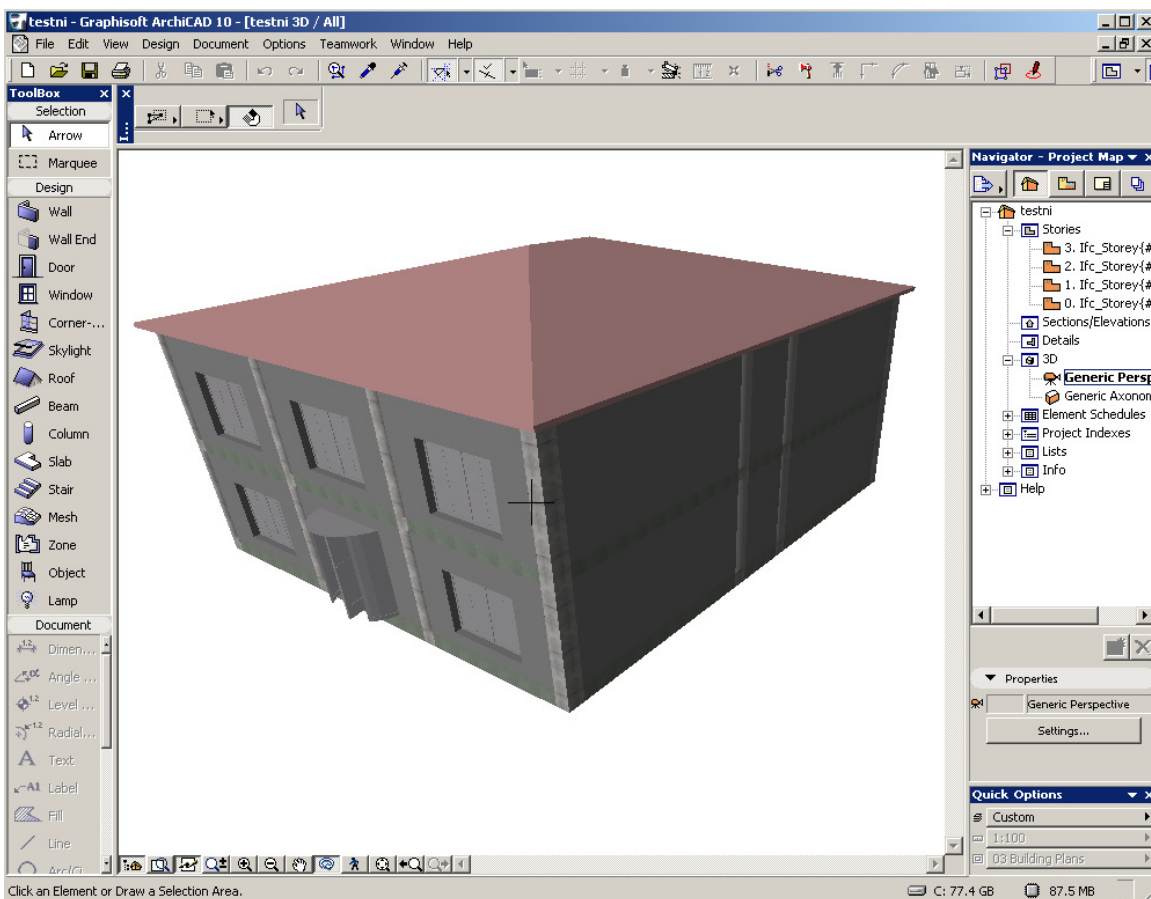 testni - Graphisoft ArchiCAD 10 - [testni 3D / All]
File Edit View Design Document Options Teamwork Window Help
ToolBox
Selection
Arrow
Marquee
Design
Wall
Wall End
Door
Window
Corner-...
Skylight
Roof
Beam
Column
Slab
Stair
Mesh
Zone
Object
Lamp
Document
Dimen...
Angle ...
Level ...
Radial...
A Text
A1 Label
Fill
Line
I...
Navigator - Project Map
testni
Stories
3. Ifc_Storey{#
2. Ifc_Storey{#
1. Ifc_Storey{#
0. Ifc_Storey{#
Sections/Elevations
Details
3D
Generic Persp
Generic Axonon
Element Schedules
Project Indexes
Lists
Info
Help
Properties
Generic Perspective
Settings...
Quick Options
Custom
1:100
03 Building Plans
Click an Element or Draw a Selection Area.
C: 77.4 GB
87.5 MB